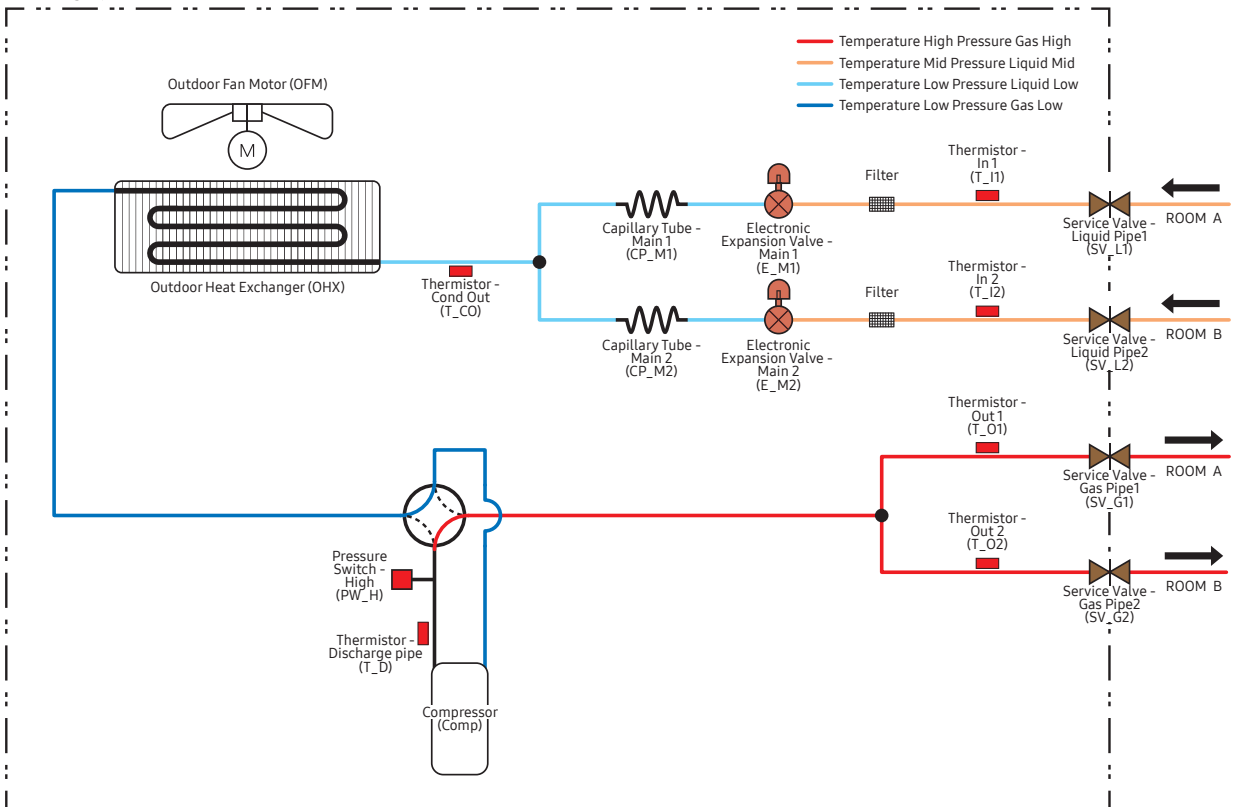 Temperature High Pressure Gas High
Temperature Mid Pressure Liquid Mid
Temperature Low Pressure Liquid Low
Temperature Low Pressure Gas Low
Outdoor Fan Motor (OFM)
M
Outdoor Heat Exchanger (OHX)
Thermistor -
Cond Out
(T_CO)
Capillary Tube -
Main 1
(CP_M1)
Electronic
Expansion Valve -
Main 1
(E_M1)
Filter
Thermistor -
In 1
(T_I1)
Service Valve -
Liquid Pipe1
(SV_L1)
ROOM A
Capillary Tube -
Main 2
(CP_M2)
Electronic
Expansion Valve -
Main 2
(E_M2)
Filter
Thermistor -
In 2
(T_I2)
Service Valve -
Liquid Pipe2
(SV_L2)
ROOM B
Thermistor -
Out 1
(T_O1)
Service Valve -
Gas Pipe1
(SV_G1)
ROOM A
Thermistor -
Out 2
(T_O2)
Service Valve -
Gas Pipe2
(SV_G2)
ROOM B
Pressure
Switch -
High
(PW_H)
Thermistor -
Discharge pipe
(T_D)
Compressor
(Comp)